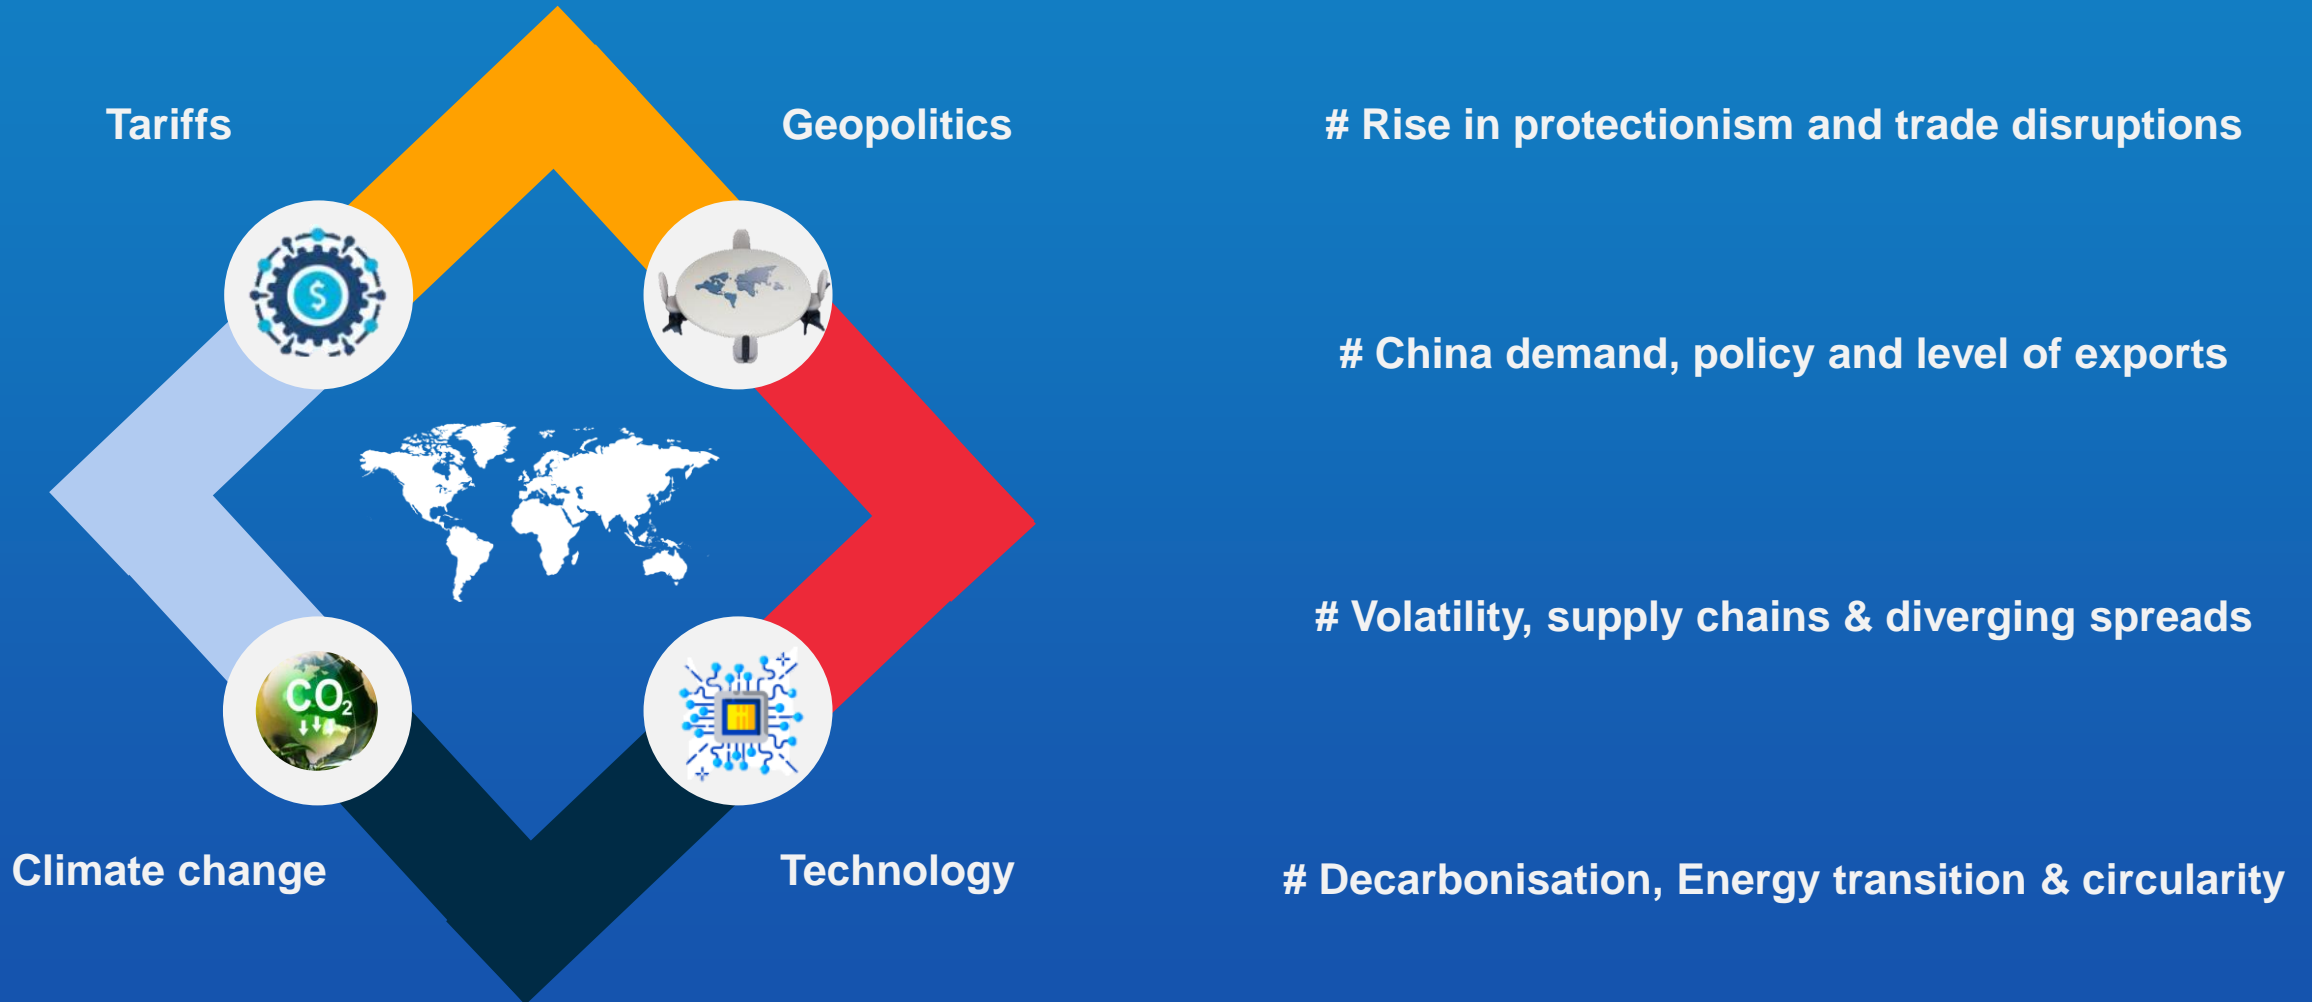 Tariffs
Geopolitics
# Rise in protectionism and trade disruptions
$
# China demand, policy and level of exports
# Volatility, supply chains & diverging spreads
CO₂
Climate change
Technology
# Decarbonisation, Energy transition & circularity